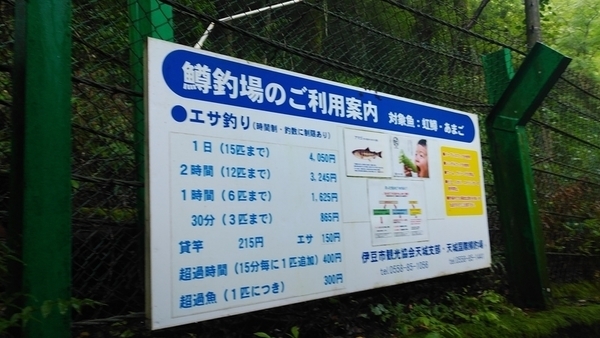 鱒釣場のご利用案内 対象魚：虹鱒・あまご
●エサ釣り(時間制・釣数に制限あり)
1日（15匹まで） 4,050円
2時間（12匹まで） 3,245円
1時間（6匹まで） 1,625円
30分（3匹まで） 865円
貸竿 215円 エサ 150円
超過時間（15分毎に1匹追加）400円
超過魚（1匹につき） 300円
伊豆市観光協会天城支部・天城国際鱒釣場
tel.0558-85-1056